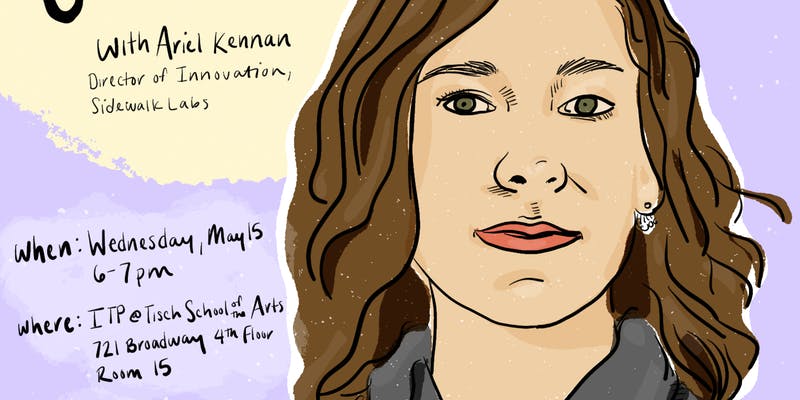 With Ariel Kennan
Director of Innovation,
Sidewalk Labs
when: Wednesday, May 15
6-7pm
where: ITP @ Tisch School of the Arts
721 Broadway 4th Floor
Room 15